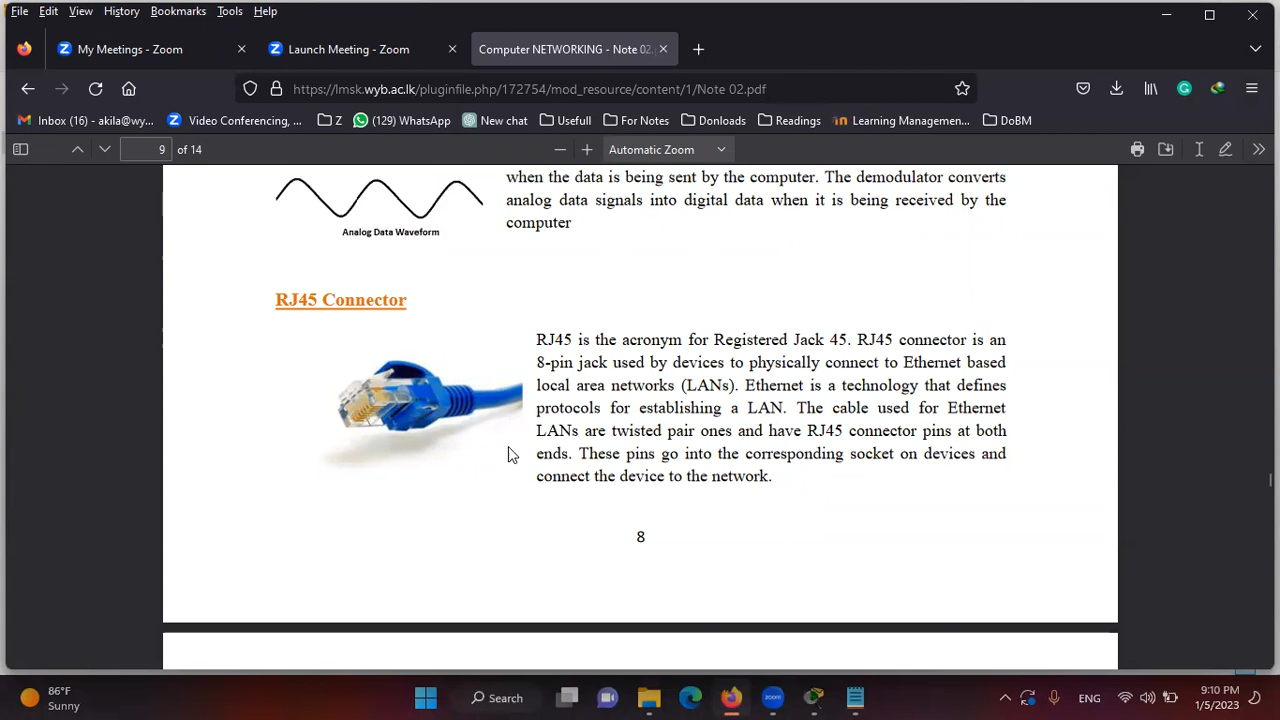 File Edit View History Bookmarks Tools Help
My Meetings - Zoom
Launch Meeting - Zoom
Computer NETWORKING - Note 02.
https://lmsk.wyb.ac.lk/pluginfile.php/172754/mod_resource/content/1/Note 02.pdf
Inbox (16) - akila@wy...
Video Conferencing, ...
Z
(129) WhatsApp
New chat
Usefull
For Notes
Donloads
Readings
Learning Managemen...
DoBM
9 of 14
Automatic Zoom
when the data is being sent by the computer. The demodulator converts
analog data signals into digital data when it is being received by the
computer
Analog Data Waveform
RJ45 Connector
RJ45 is the acronym for Registered Jack 45. RJ45 connector is an
8-pin jack used by devices to physically connect to Ethernet based
local area networks (LANs). Ethernet is a technology that defines
protocols for establishing a LAN. The cable used for Ethernet
LANs are twisted pair ones and have RJ45 connector pins at both
ends. These pins go into the corresponding socket on devices and
connect the device to the network.
8
86°F
Sunny
Search
zoom
ENG
9:10 PM
1/5/2023